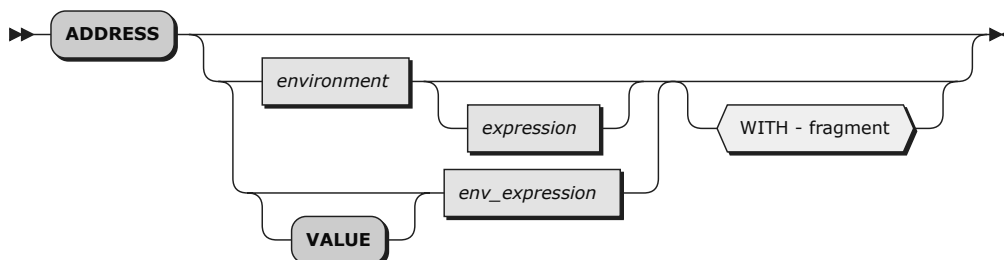 ADDRESS
environment
expression
WITH - fragment
env_expression
VALUE